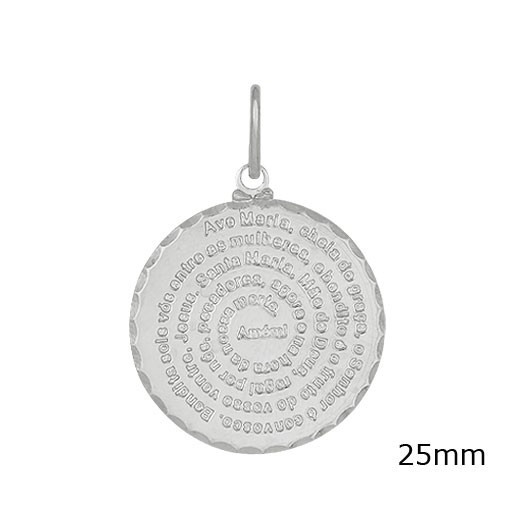 Ave Maria, cheia de graça, o Senhor é convosco. Bendita sois vós entre as mulheres, e bendito é o fruto do vosso ventre, Jesus. Santa Maria, Mãe de Deus, rogai por nós, pecadores, agora e na hora da nossa morte. Amém!
25mm